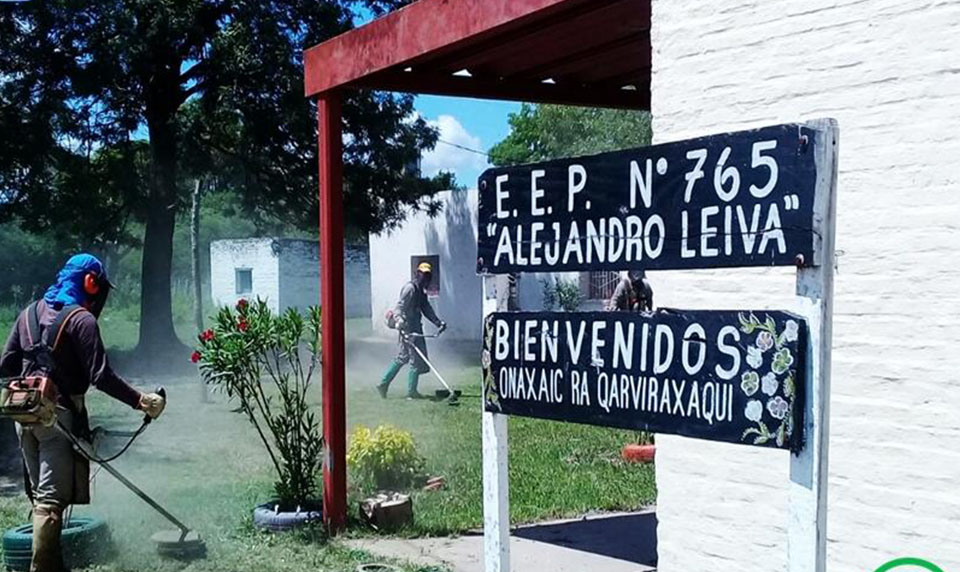 E. E. P. N° 765
"ALEJANDRO LEIVA"
BIENVENIDOS
ONAXAIC RA QARVIRAXAQUI